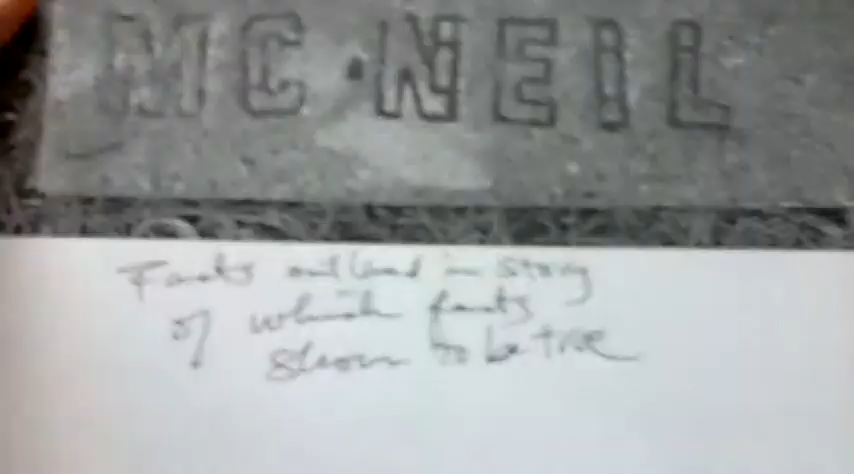 MC·NEIL
Facts outlined in story
of which facts
shown to be true